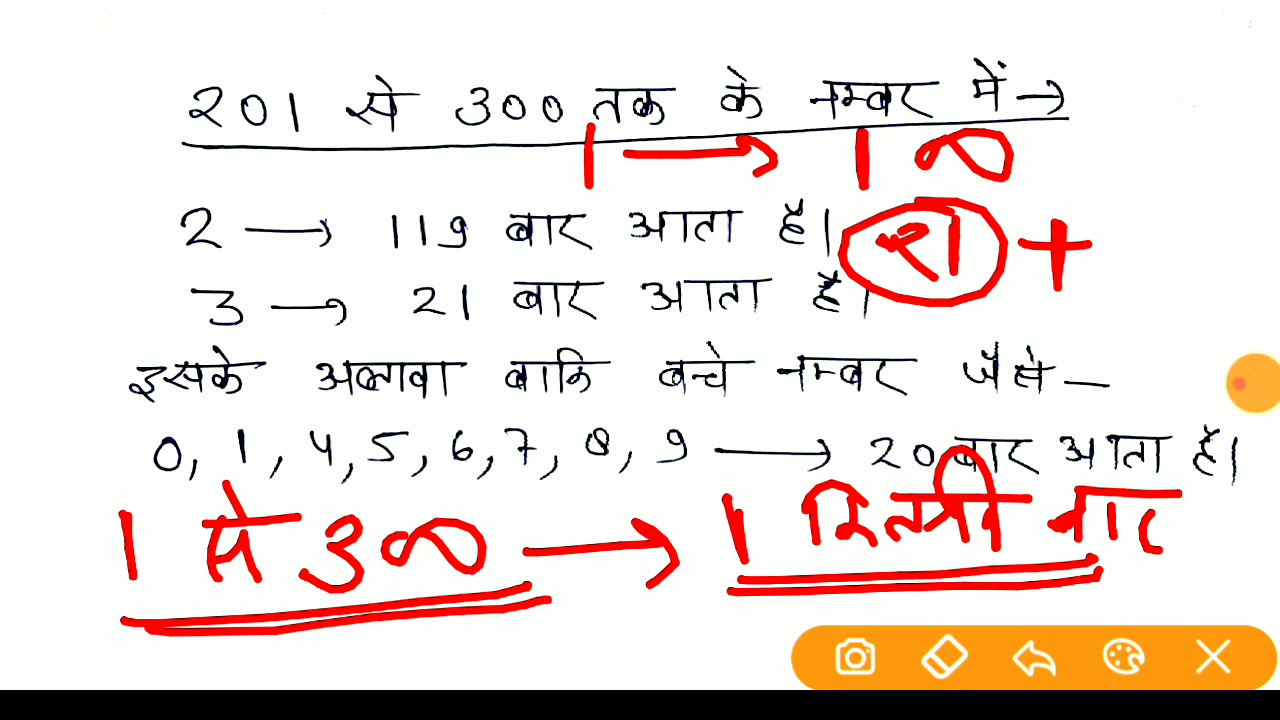 201 से 300 तक के नम्बर में →
1 → 100
2 → 119 बार आता है।
21 +
3 → 21 बार आता है।
इसके अलावा बाकि बचे नम्बर जैसे –
0, 1, 4, 5, 6, 7, 8, 9 → 20 बार आता है।
1 से 300 → 1 कितनी बार